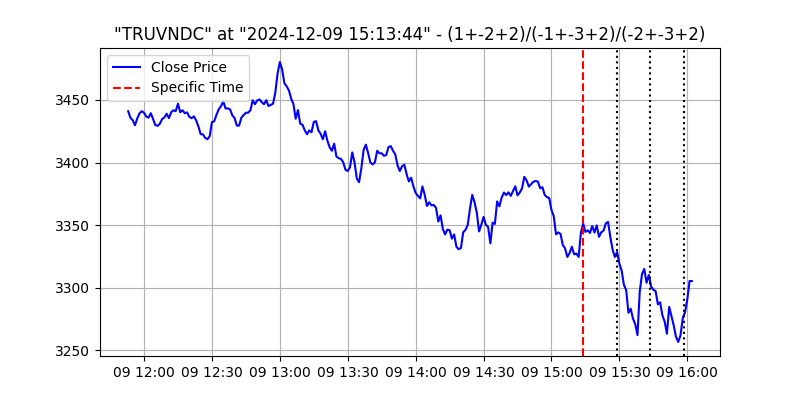 "TRUVNDC" at "2024-12-09 15:13:44" - (1+-2+2)/(-1+-3+2)/(-2+-3+2)
Close Price
Specific Time
3450
3400
3350
3300
3250
09 12:00 09 12:30 09 13:00 09 13:30 09 14:00 09 14:30 09 15:00 09 15:30 09 16:00